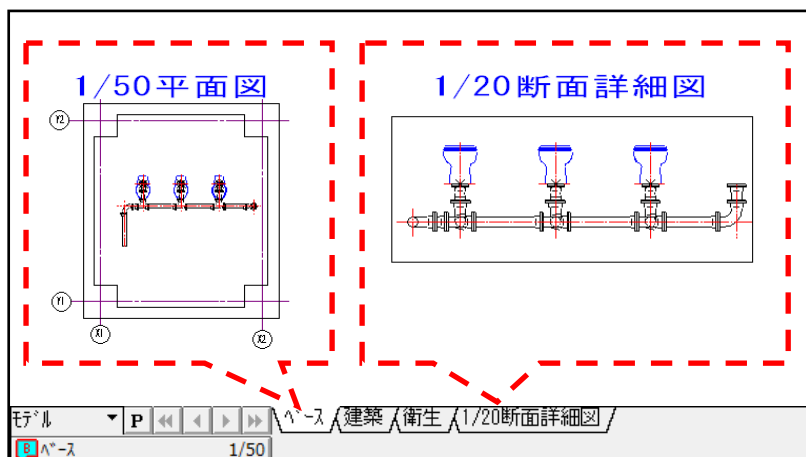 1/50平面図
1/20断面詳細図
Y2
Y1
X1
X2
ﾓﾃﾞﾙ P ﾍﾞｰｽ 建築 衛生 1/20断面詳細図
B ﾍﾞｰｽ 1/50